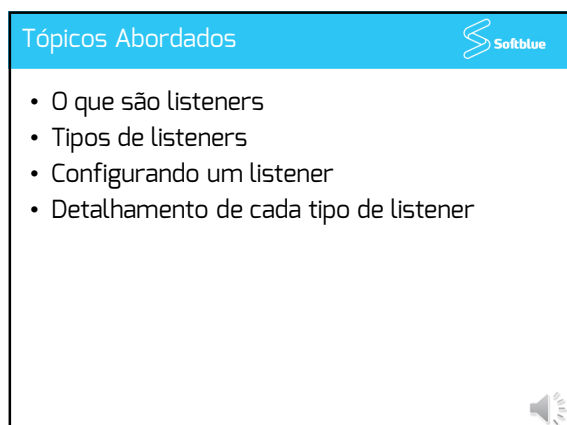 Tópicos Abordados
Softblue
• O que são listeners
• Tipos de listeners
• Configurando um listener
• Detalhamento de cada tipo de listener